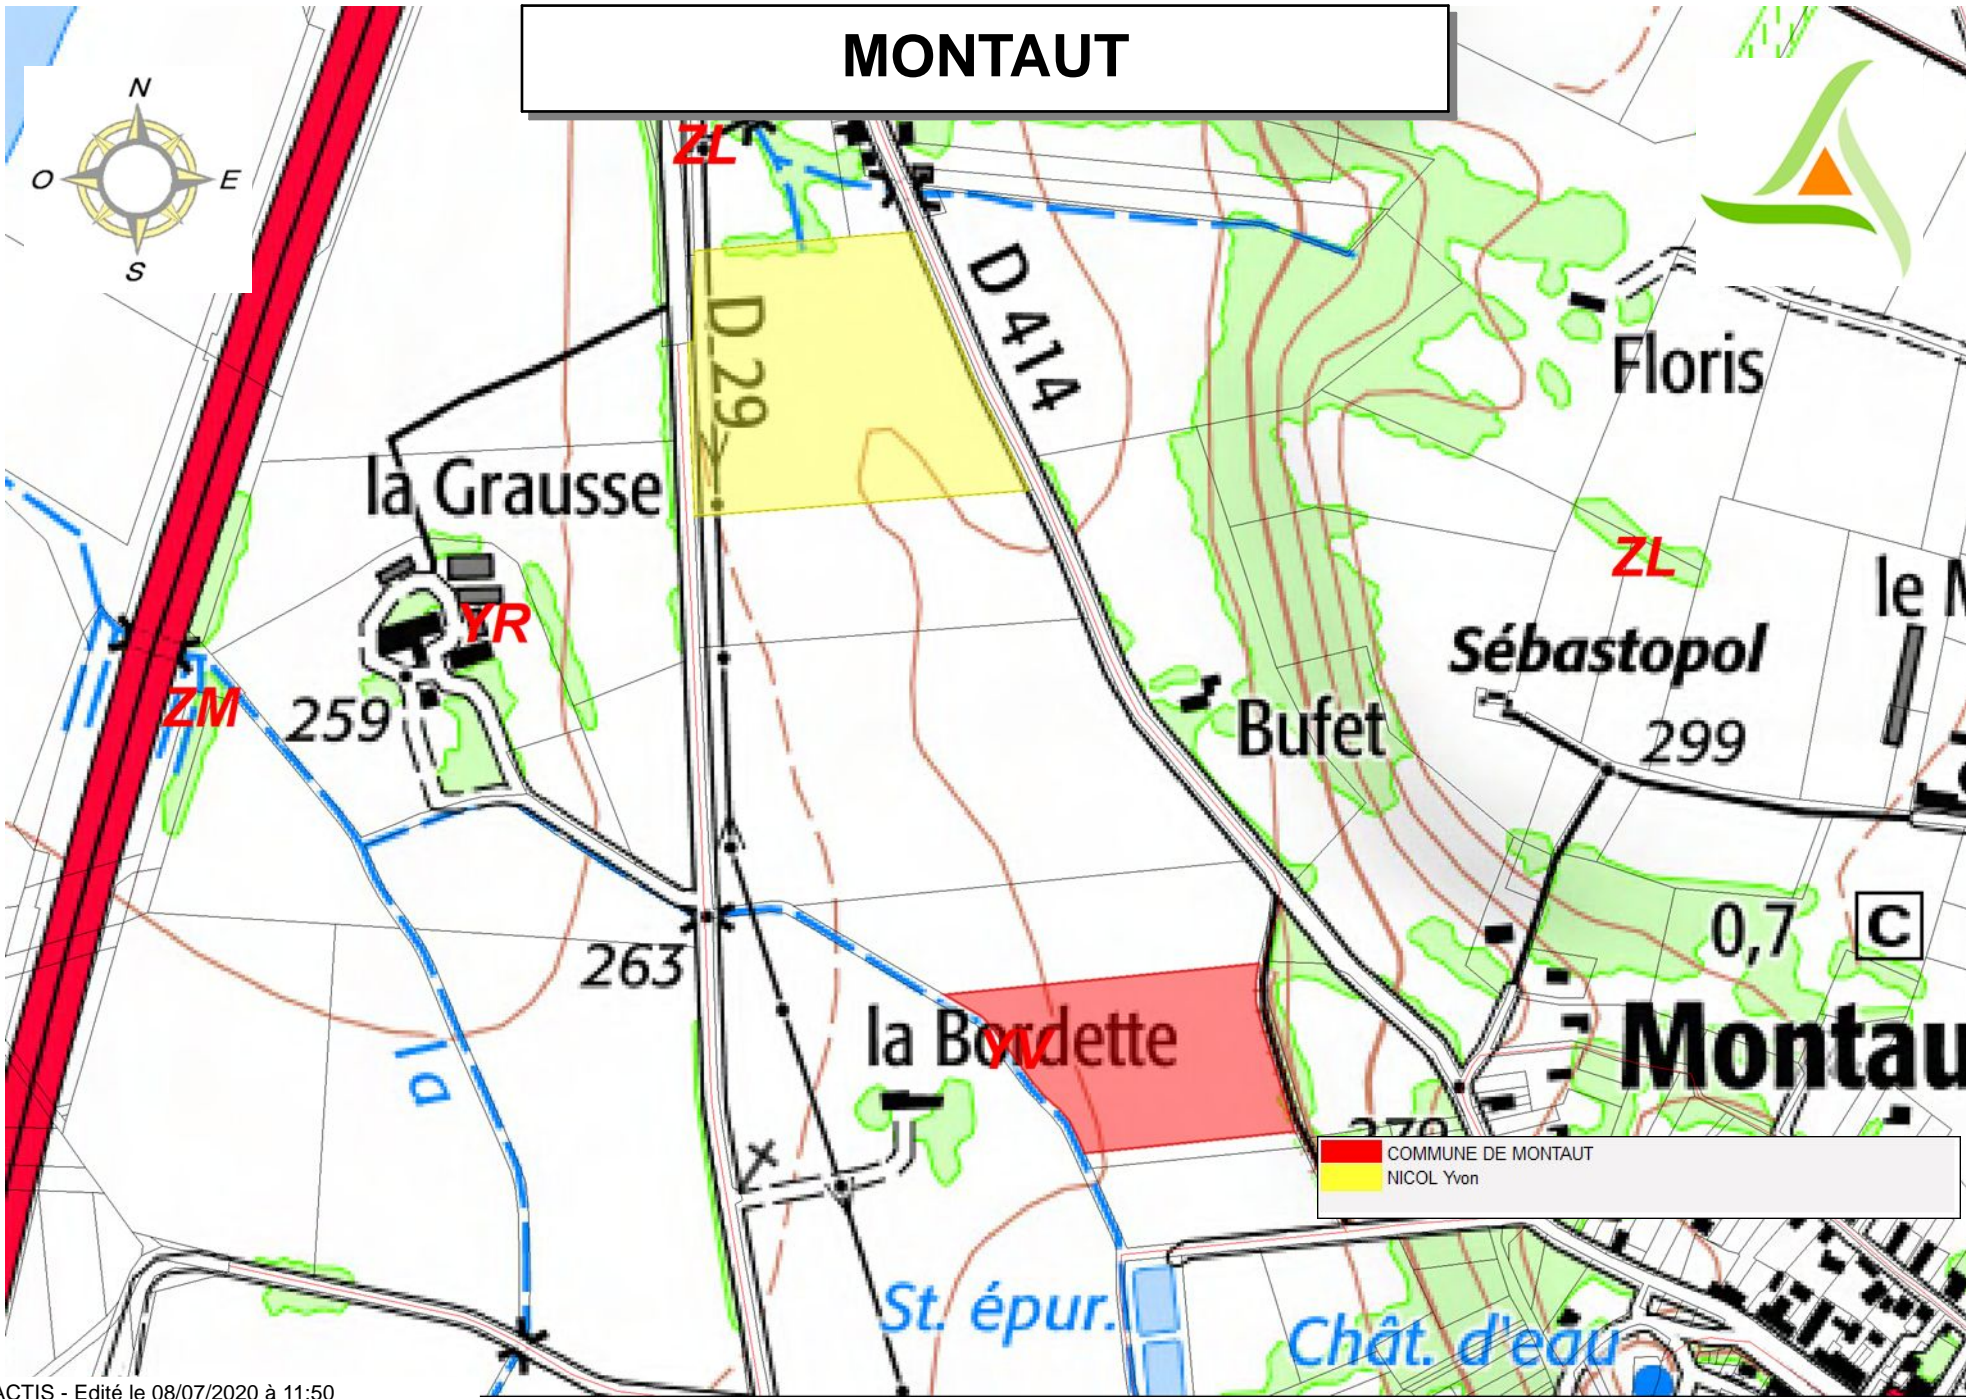 MONTAUT
N
O
E
S
ZL
D 29
D 414
Floris
la Grausse
ZL
le M
YR
Sébastopol
ZM
259
Bufet
299
0,7
C
263
la Bordette
YV
Montau
la
279
COMMUNE DE MONTAUT
NICOL Yvon
St. épur.
Chât. d'eau
ACTIS - Edité le 08/07/2020 à 11:50